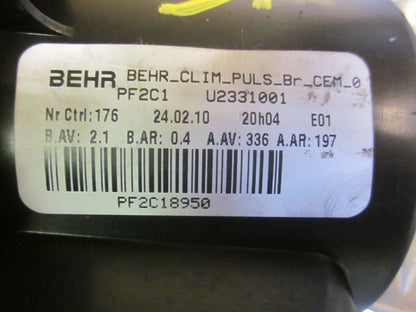 BEHR BEHR_CLIM_PULS_Br_CEM_0
PF2C1 U2331001
Nr Ctrl:176 24.02.10 20h04 E01
B.AV: 2.1 B.AR: 0.4 A.AV: 336 A.AR: 197
PF2C18950